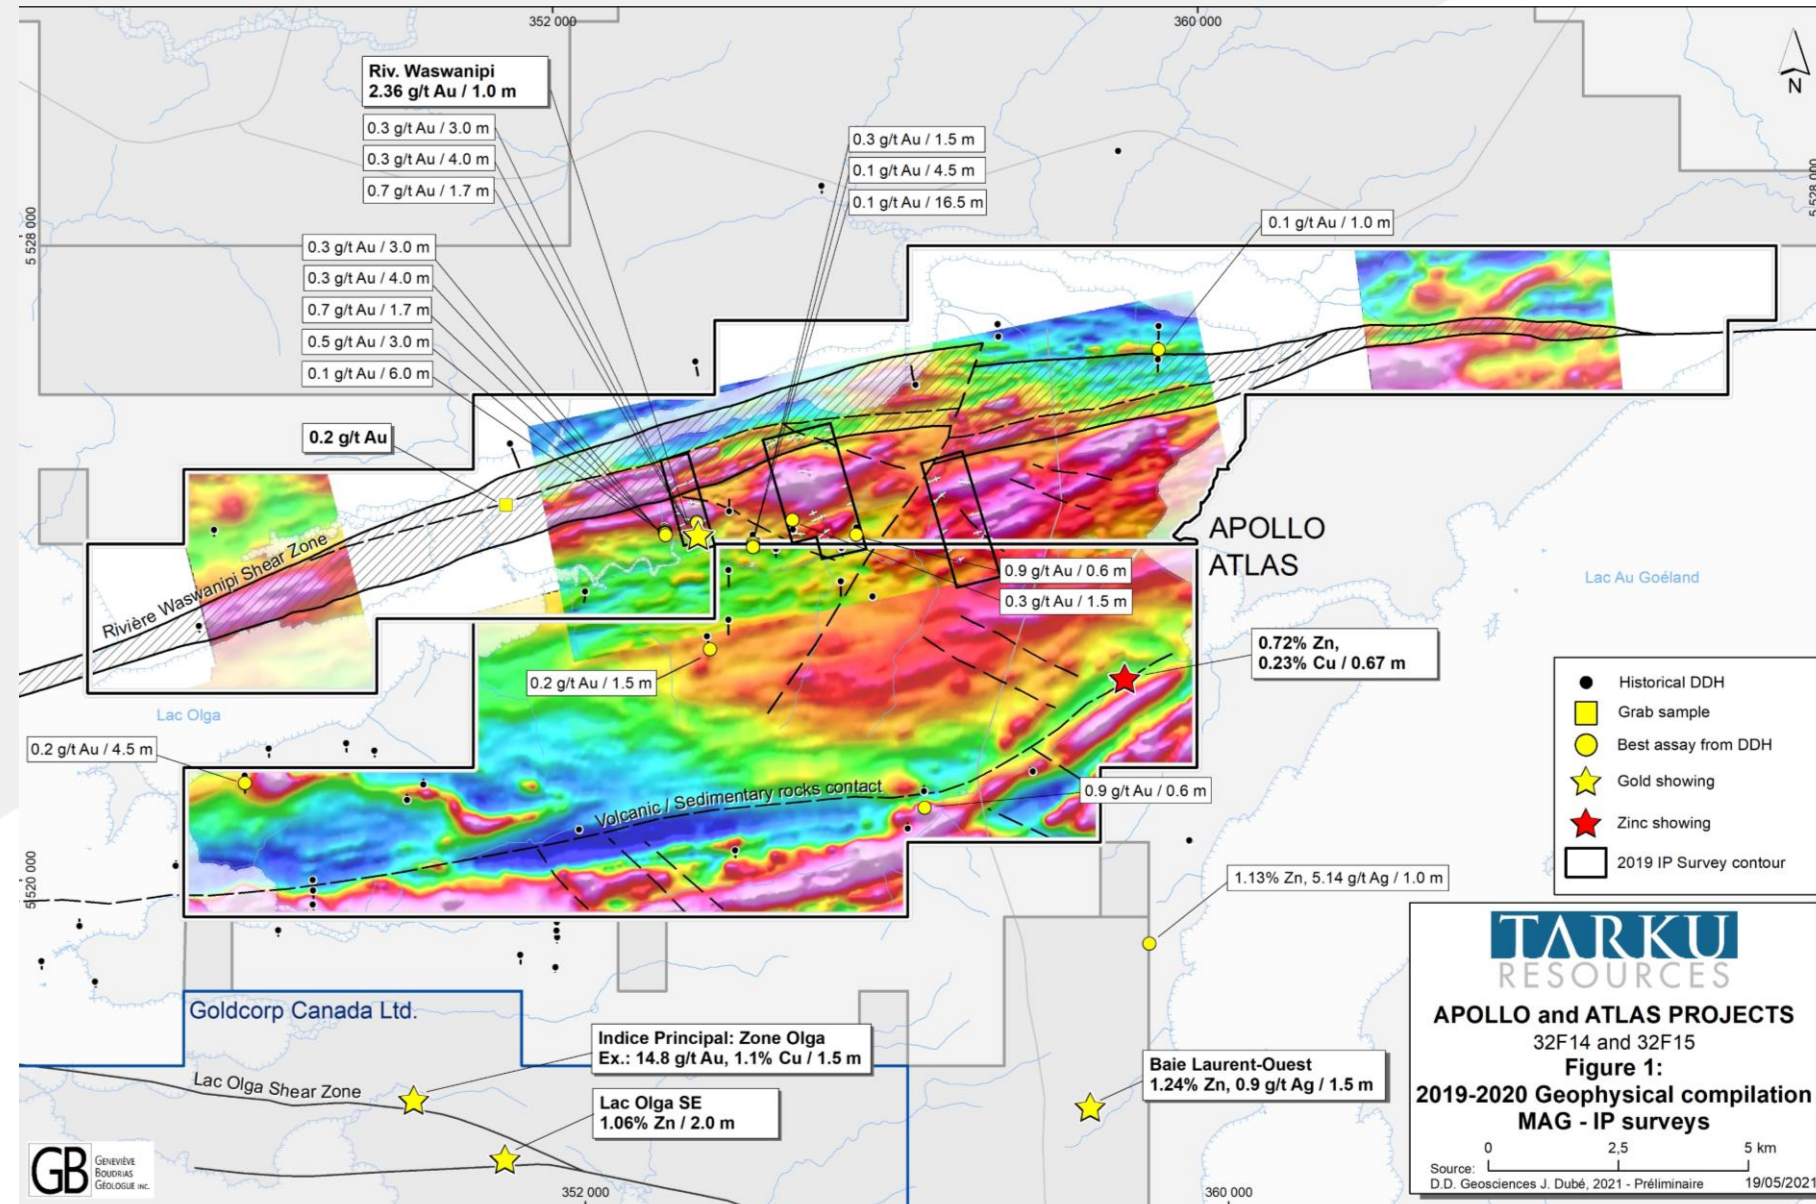 352 000
360 000
N
Riv. Waswanipi
2.36 g/t Au / 1.0 m
0.3 g/t Au / 3.0 m
0.3 g/t Au / 4.0 m
0.7 g/t Au / 1.7 m
0.3 g/t Au / 1.5 m
0.1 g/t Au / 4.5 m
0.1 g/t Au / 16.5 m
0.1 g/t Au / 1.0 m
5 528 000
5 528 000
0.3 g/t Au / 3.0 m
0.3 g/t Au / 4.0 m
0.7 g/t Au / 1.7 m
0.5 g/t Au / 3.0 m
0.1 g/t Au / 6.0 m
0.2 g/t Au
Rivière Waswanipi Shear Zone
APOLLO
ATLAS
0.9 g/t Au / 0.6 m
0.3 g/t Au / 1.5 m
Lac Au Goéland
0.72% Zn,
0.23% Cu / 0.67 m
0.2 g/t Au / 1.5 m
Lac Olga
0.2 g/t Au / 4.5 m
Volcanic / Sedimentary rocks contact
0.9 g/t Au / 0.6 m
Historical DDH
Grab sample
Best assay from DDH
Gold showing
Zinc showing
2019 IP Survey contour
5 520 000
1.13% Zn, 5.14 g/t Ag / 1.0 m
Goldcorp Canada Ltd.
Indice Principal: Zone Olga
Ex.: 14.8 g/t Au, 1.1% Cu / 1.5 m
Lac Olga Shear Zone
Lac Olga SE
1.06% Zn / 2.0 m
Baie Laurent-Ouest
1.24% Zn, 0.9 g/t Ag / 1.5 m
TARKU
RESOURCES
APOLLO and ATLAS PROJECTS
32F14 and 32F15
Figure 1:
2019-2020 Geophysical compilation
MAG - IP surveys
0 2,5 5 km
Source:
D.D. Geosciences J. Dubé, 2021 - Préliminaire 19/05/2021
GB
GENEVIÈVE
BOUDRIAS
GÉOLOGUE INC.
352 000
360 000